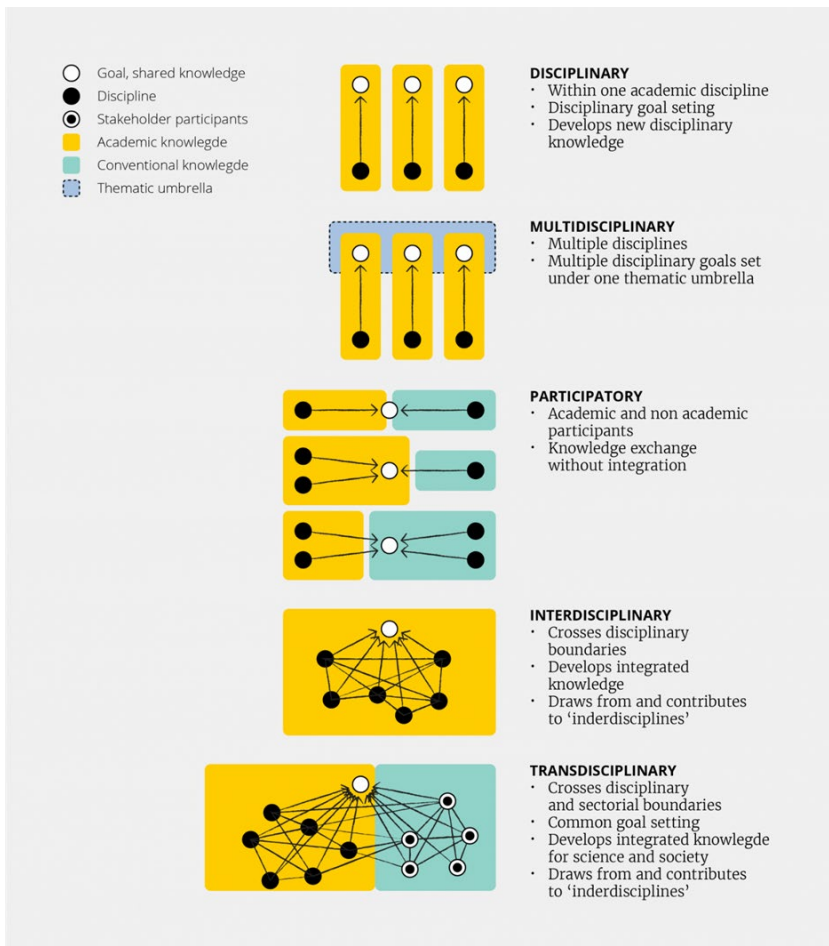 Goal, shared knowledge
Discipline
Stakeholder participants
Academic knowlegde
Conventional knowlegde
Thematic umbrella
DISCIPLINARY
· Within one academic discipline
· Disciplinary goal seting
· Develops new disciplinary
knowledge
MULTIDISCIPLINARY
· Multiple disciplines
· Multiple disciplinary goals set
under one thematic umbrella
PARTICIPATORY
· Academic and non academic
participants
· Knowledge exchange
without integration
INTERDISCIPLINARY
· Crosses disciplinary
boundaries
· Develops integrated
knowledge
· Draws from and contributes
to ‘inderdisciplines’
TRANSDISCIPLINARY
· Crosses disciplinary
and sectorial boundaries
· Common goal setting
· Develops integrated knowlegde
for science and society
· Draws from and contributes
to ‘inderdisciplines’